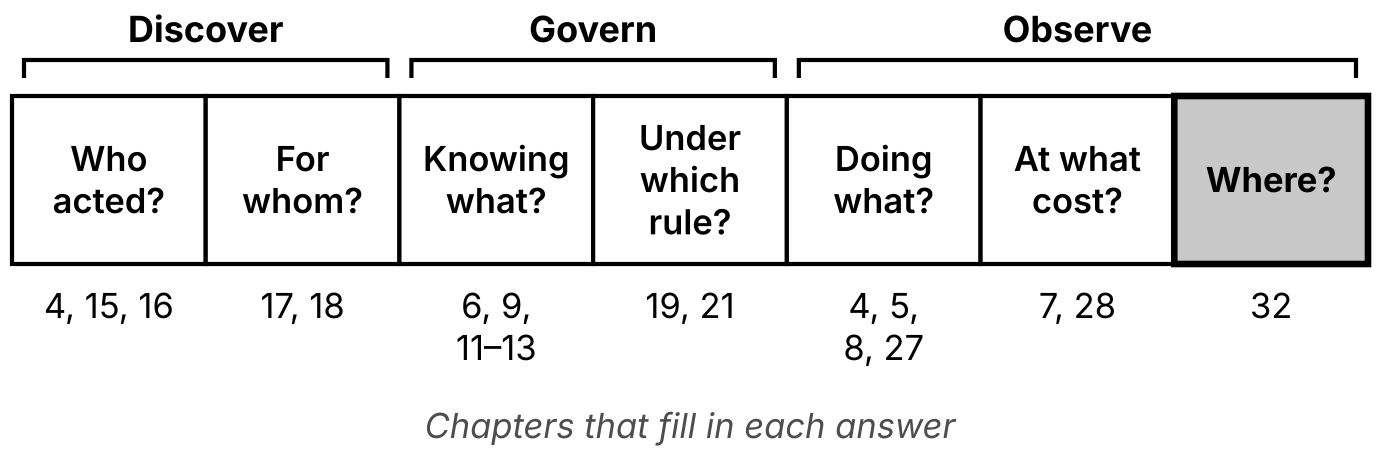 Discover
Govern
Observe
Who
acted?
For
whom?
Knowing
what?
Under
which
rule?
Doing
what?
At what
cost?
Where?
4, 15, 16
17, 18
6, 9,
11–13
19, 21
4, 5,
8, 27
7, 28
32
Chapters that fill in each answer